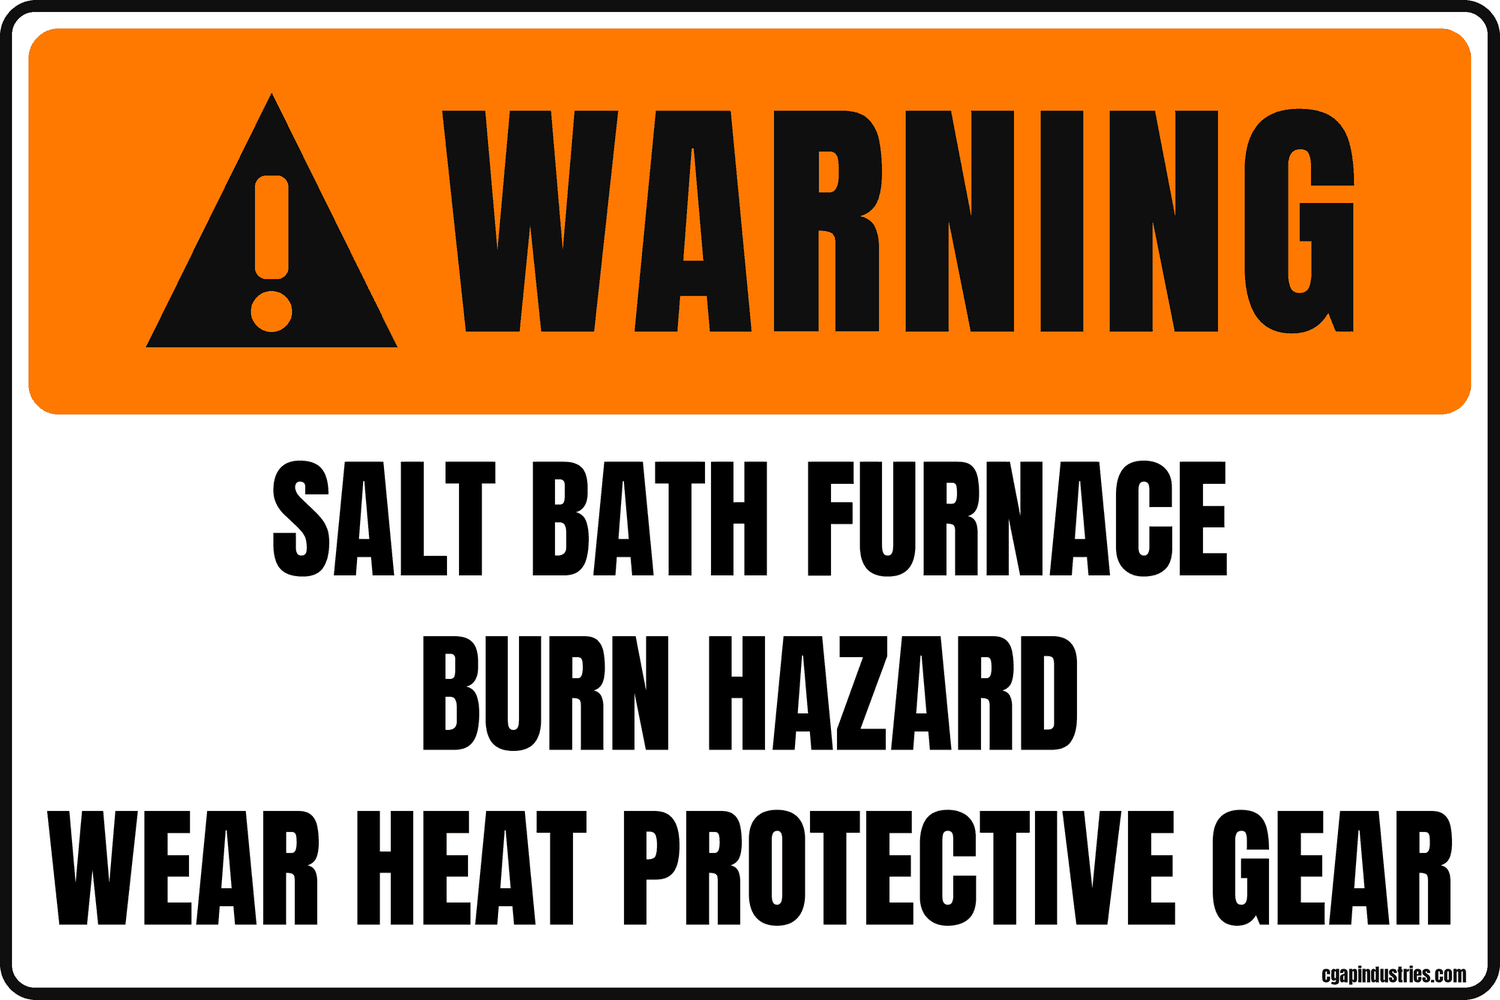 WARNING
SALT BATH FURNACE
BURN HAZARD
WEAR HEAT PROTECTIVE GEAR
cgapindustries.com